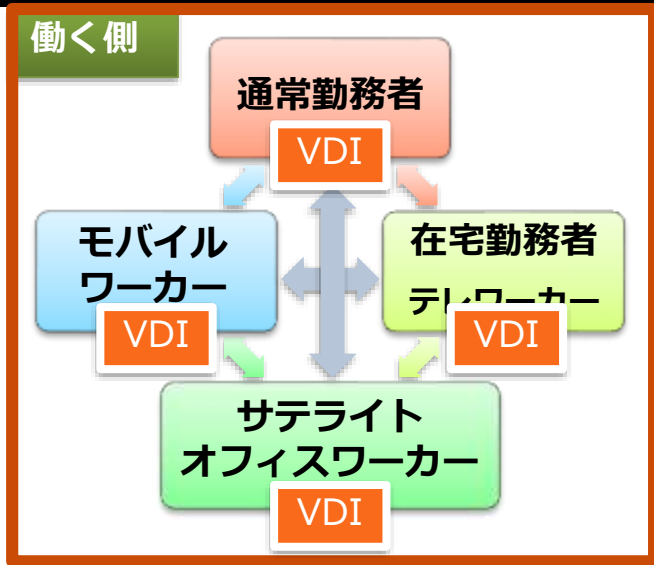 働く側
通常勤務者
VDI
モバイル
ワーカー
VDI
在宅勤務者
テレワーカー
VDI
サテライト
オフィスワーカー
VDI